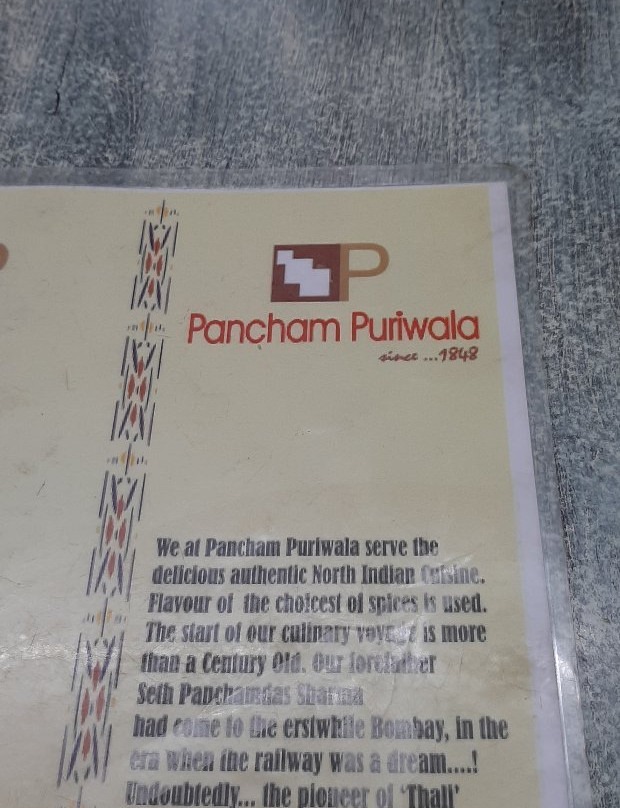 P
Pancham Puriwala
since ...1848
We at Pancham Puriwala serve the
delicious authentic North Indian Cuisine.
Flavour of the choicest of spices is used.
The start of our culinary voyage is more
than a Century Old. Our forefather
Seth Panchamdas Sharma
had come to the erstwhile Bombay, in the
era when the railway was a dream....!
Undoubtedly... the pioneer of 'Thali'